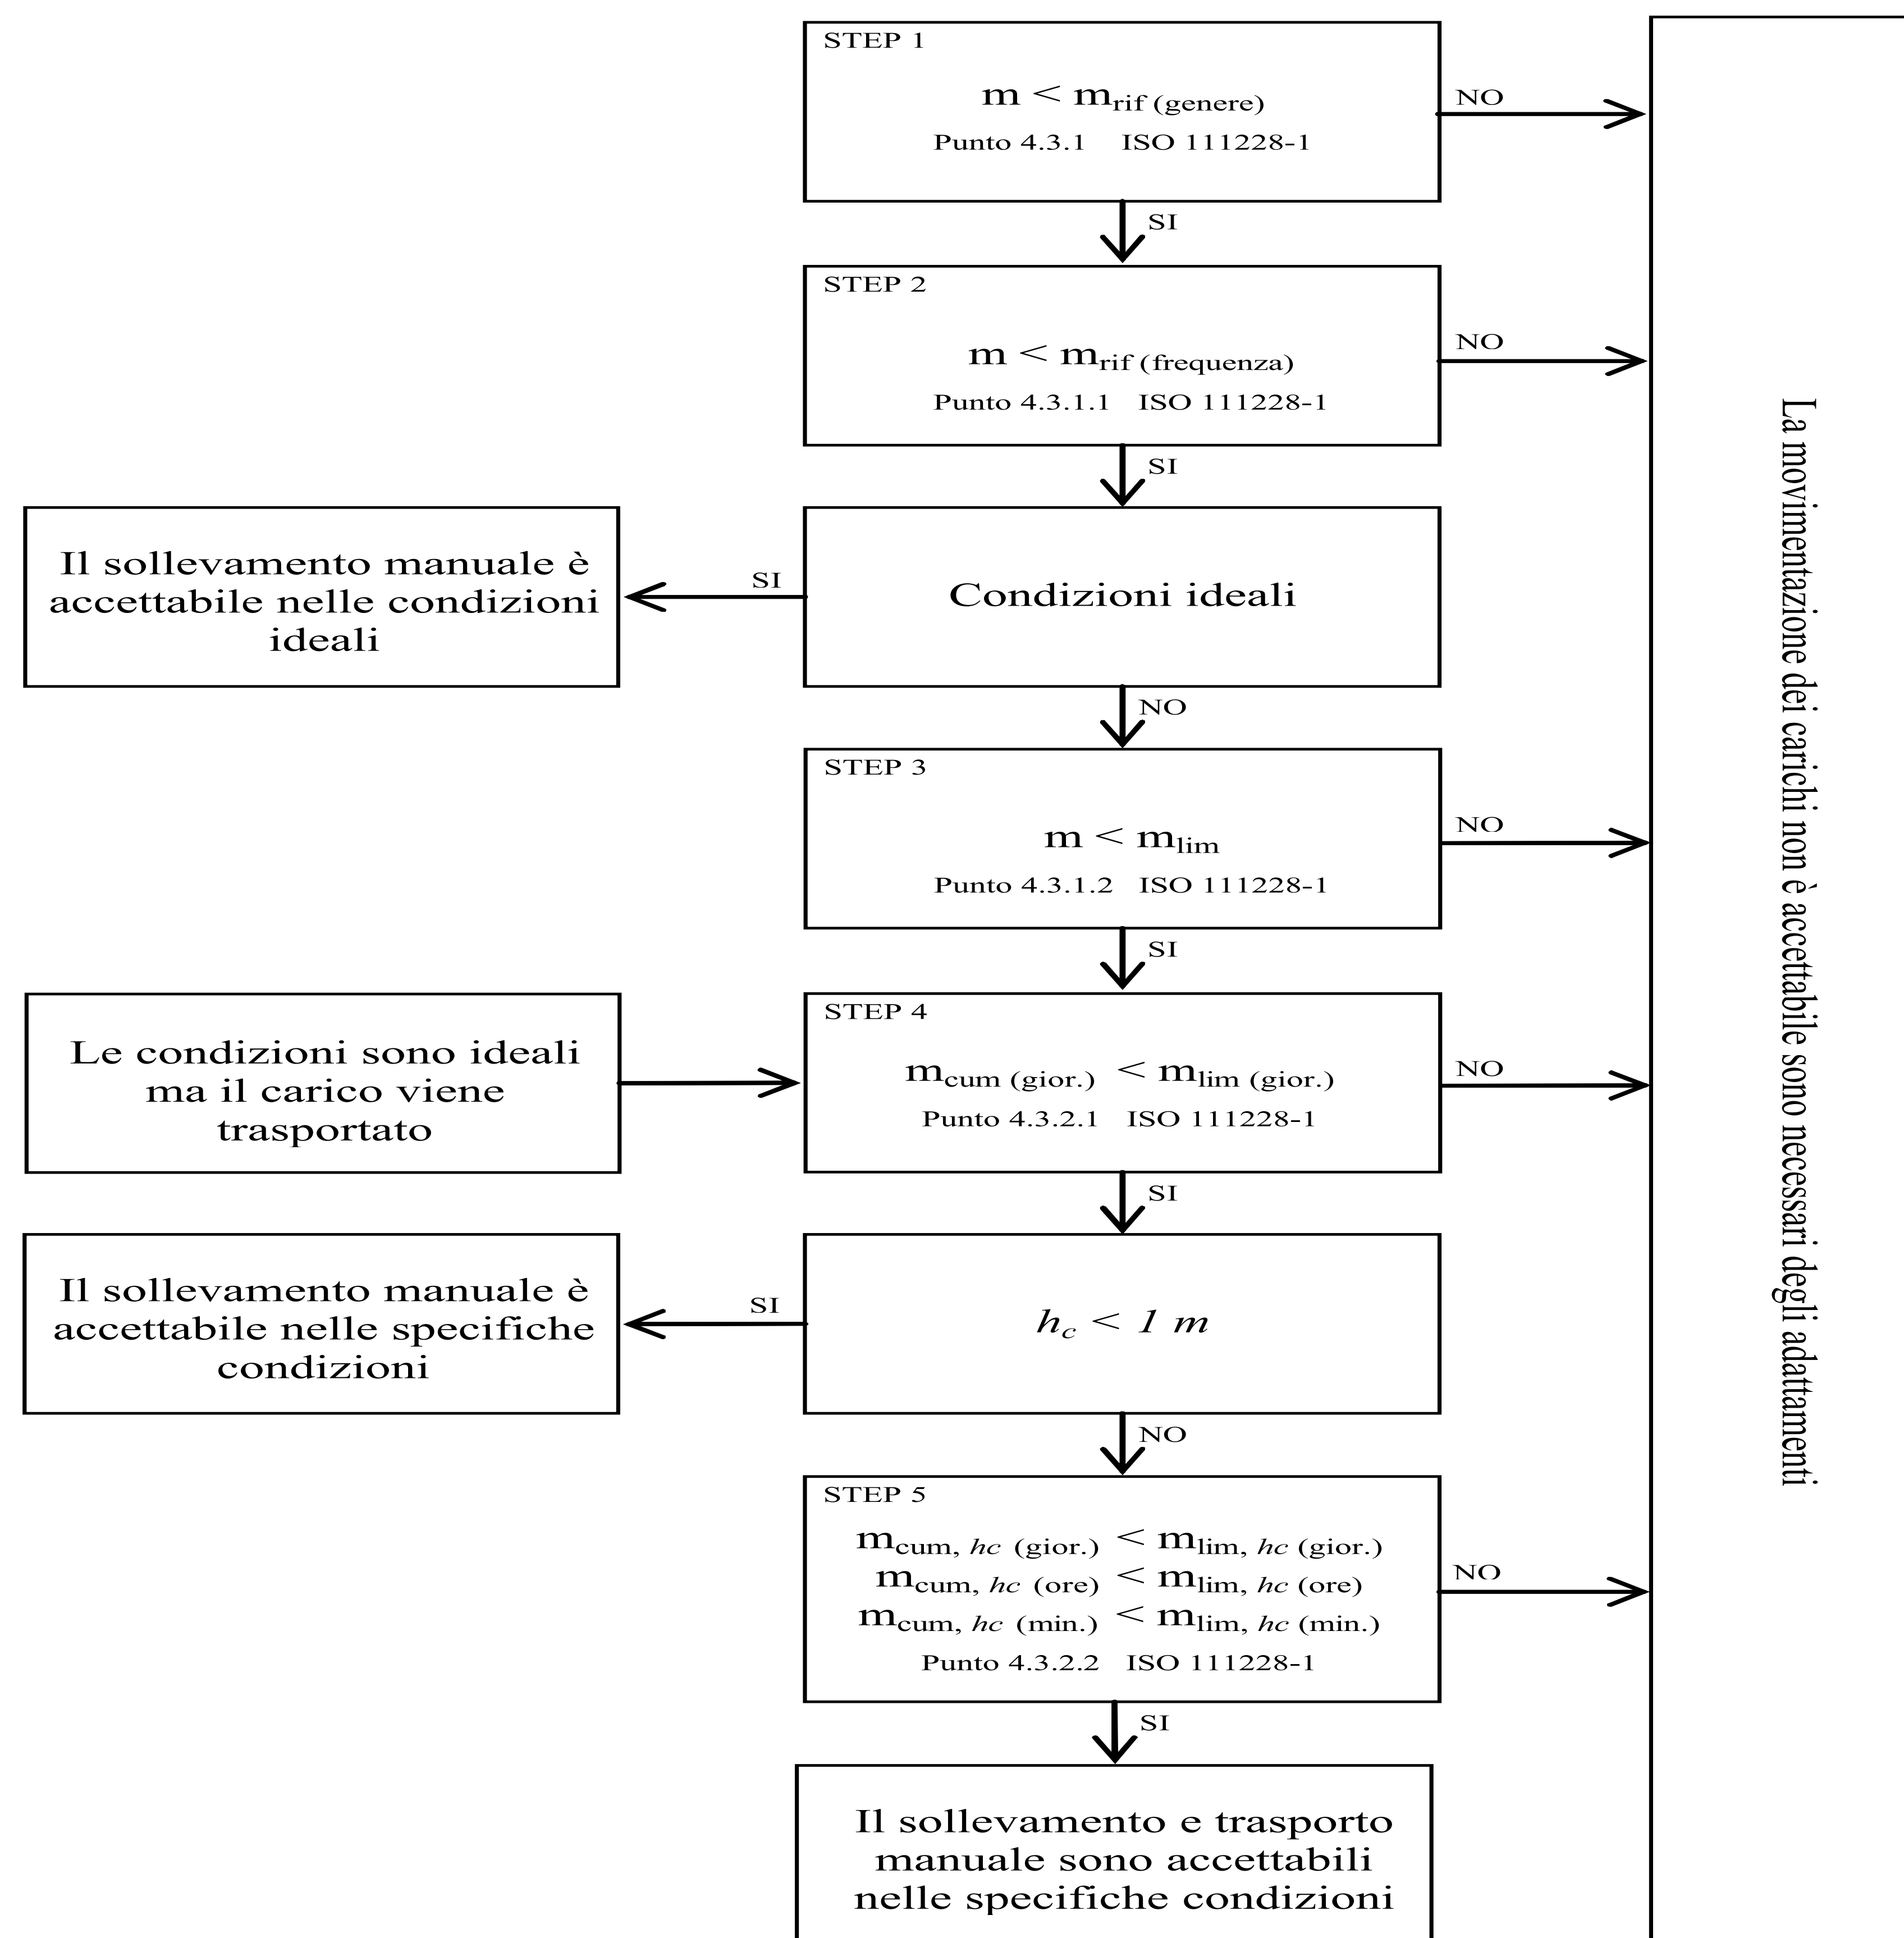 STEP 1
m < mrif (genere)
Punto 4.3.1 ISO 111228-1
NO
SI
STEP 2
m < mrif (frequenza)
Punto 4.3.1.1 ISO 111228-1
NO
SI
Il sollevamento manuale è
accettabile nelle condizioni
ideali
SI
Condizioni ideali
NO
STEP 3
m < mlim
Punto 4.3.1.2 ISO 111228-1
NO
SI
Le condizioni sono ideali
ma il carico viene
trasportato
STEP 4
mcum (gior.) < mlim (gior.)
Punto 4.3.2.1 ISO 111228-1
NO
SI
Il sollevamento manuale è
accettabile nelle specifiche
condizioni
SI
hc < 1 m
NO
STEP 5
mcum, hc (gior.) < mlim, hc (gior.)
mcum, hc (ore) < mlim, hc (ore)
mcum, hc (min.) < mlim, hc (min.)
Punto 4.3.2.2 ISO 111228-1
NO
SI
Il sollevamento e trasporto
manuale sono accettabili
nelle specifiche condizioni
La movimentazione dei carichi non è accettabile sono necessari degli adattamenti